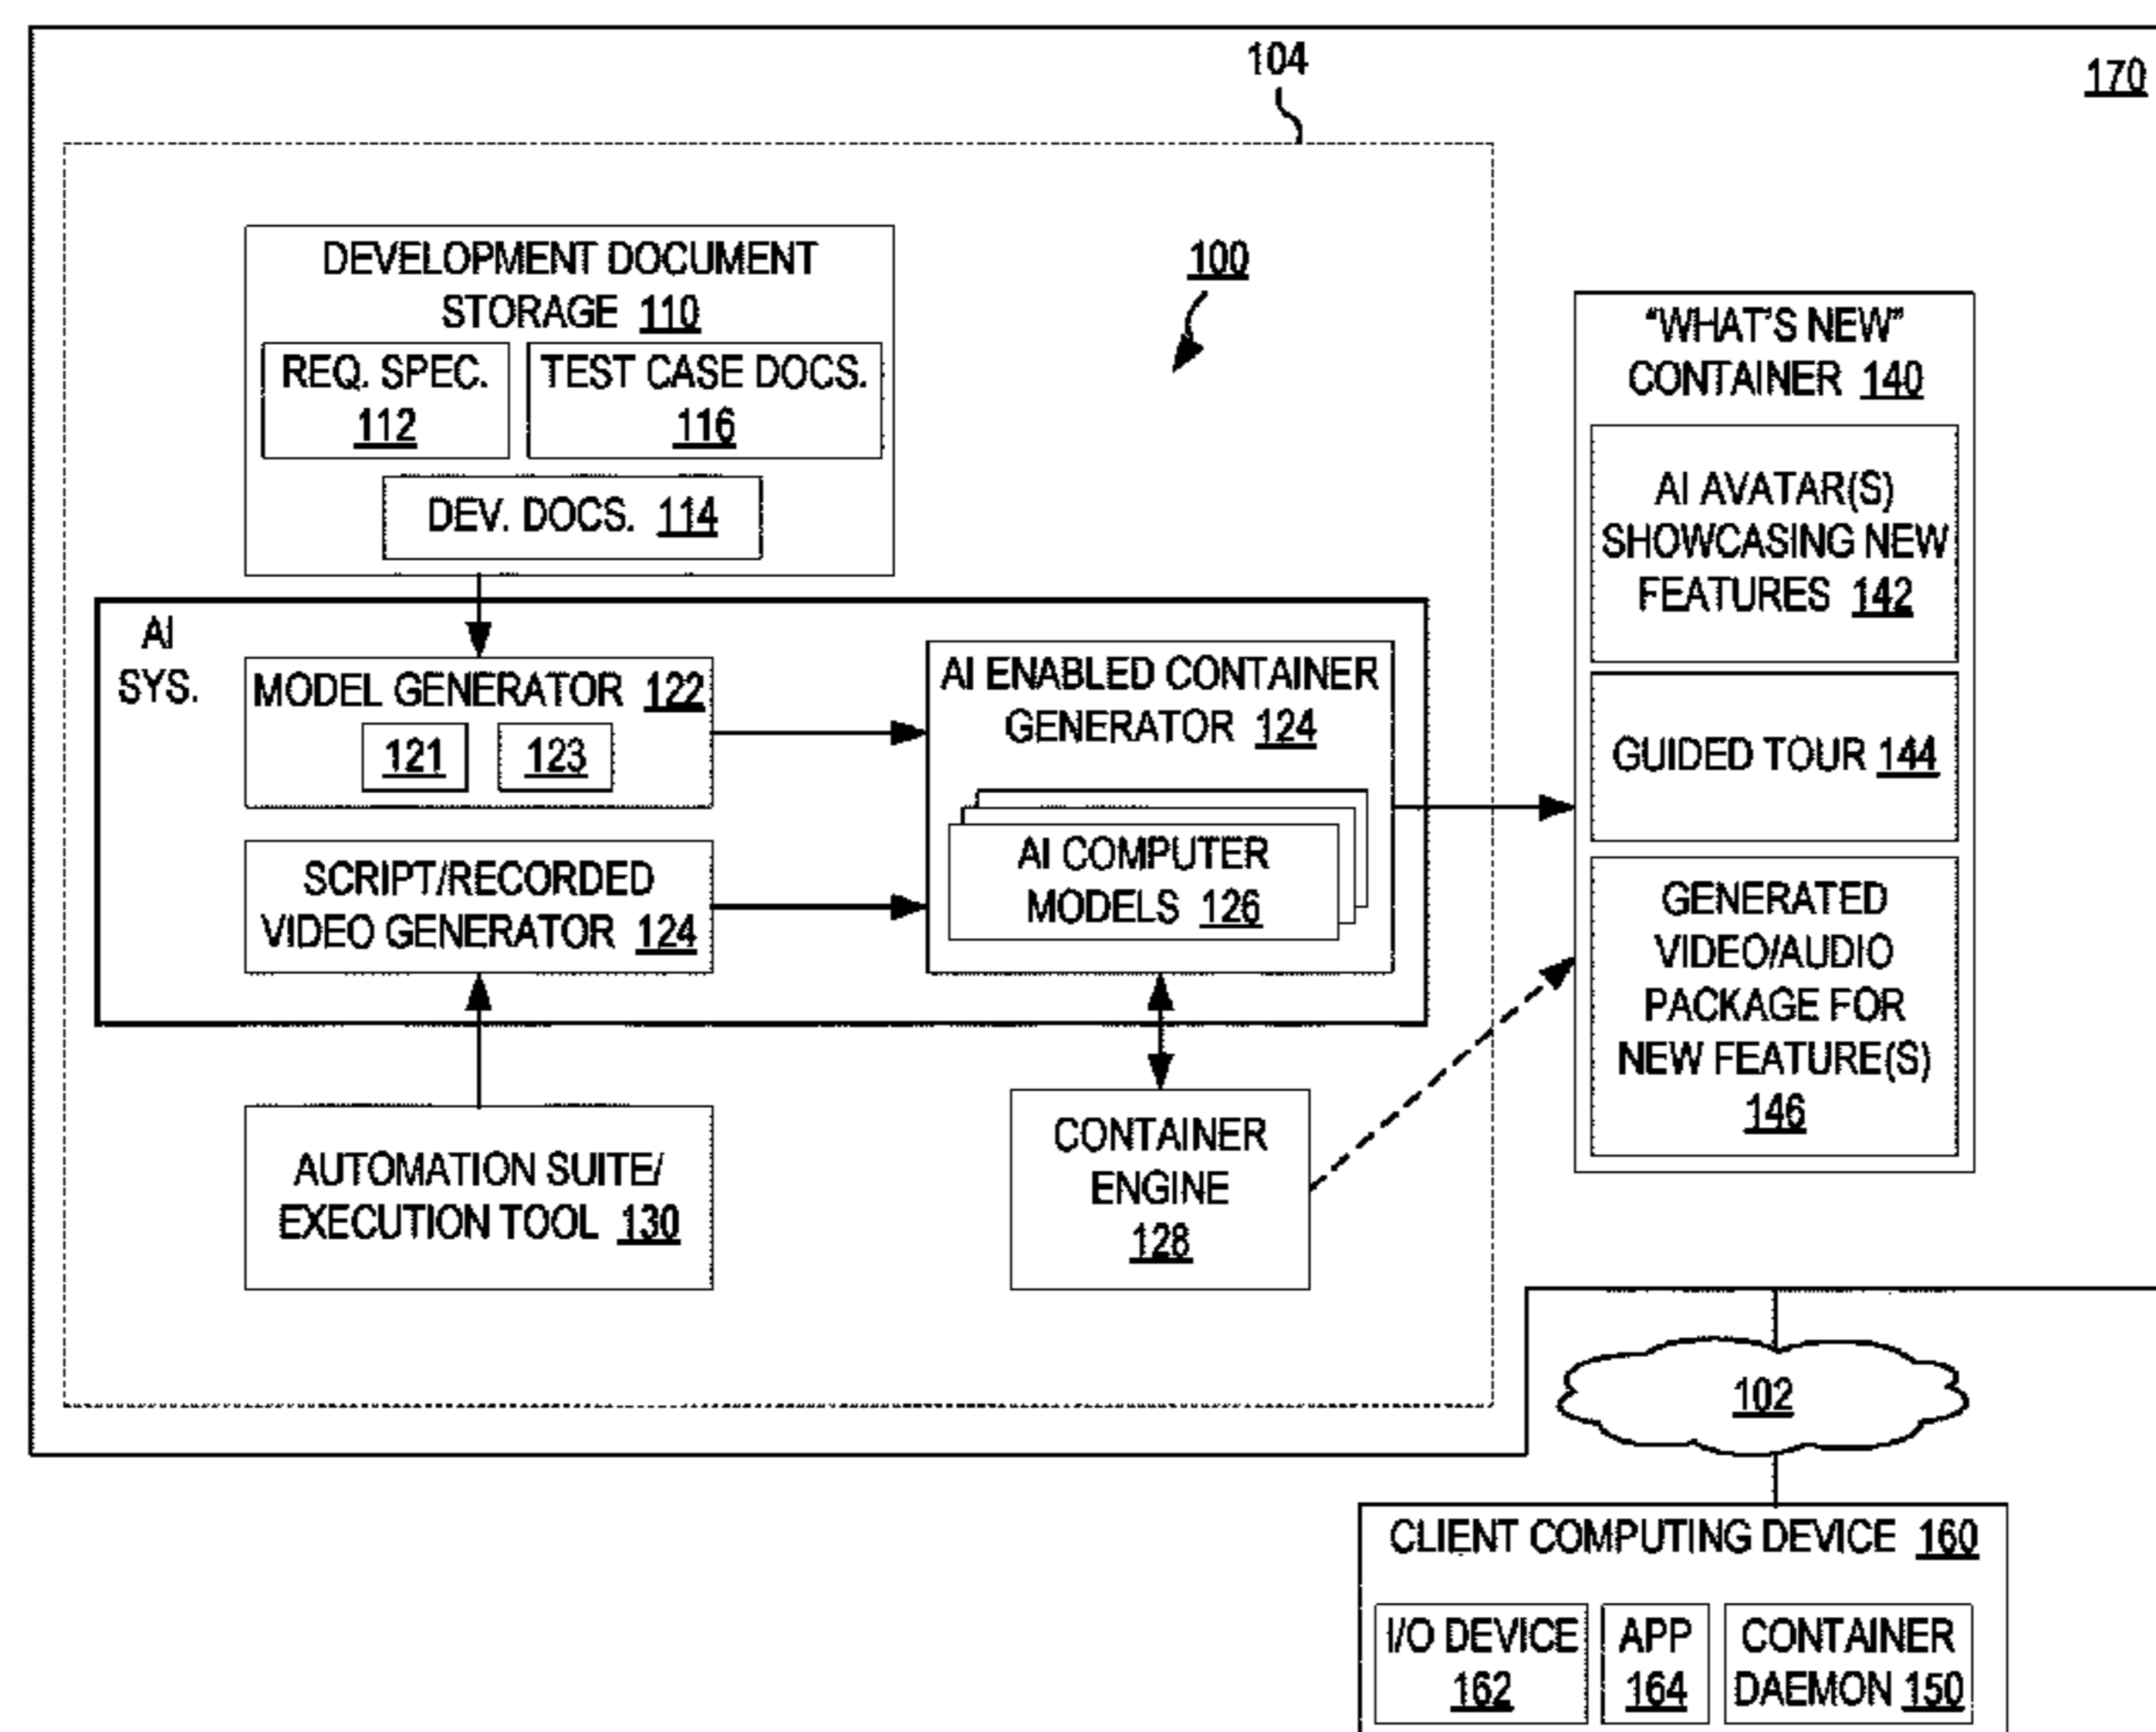 104
170
DEVELOPMENT DOCUMENT
STORAGE 110
REQ. SPEC.
112
TEST CASE DOCS.
116
DEV. DOCS. 114
100
AI
SYS.
MODEL GENERATOR 122
121
123
SCRIPT/RECORDED
VIDEO GENERATOR 124
AI ENABLED CONTAINER
GENERATOR 124
AI COMPUTER
MODELS 126
AUTOMATION SUITE/
EXECUTION TOOL 130
CONTAINER
ENGINE
128
“WHAT’S NEW”
CONTAINER 140
AI AVATAR(S)
SHOWCASING NEW
FEATURES 142
GUIDED TOUR 144
GENERATED
VIDEO/AUDIO
PACKAGE FOR
NEW FEATURE(S)
146
102
CLIENT COMPUTING DEVICE 160
I/O DEVICE
162
APP
164
CONTAINER
DAEMON 150